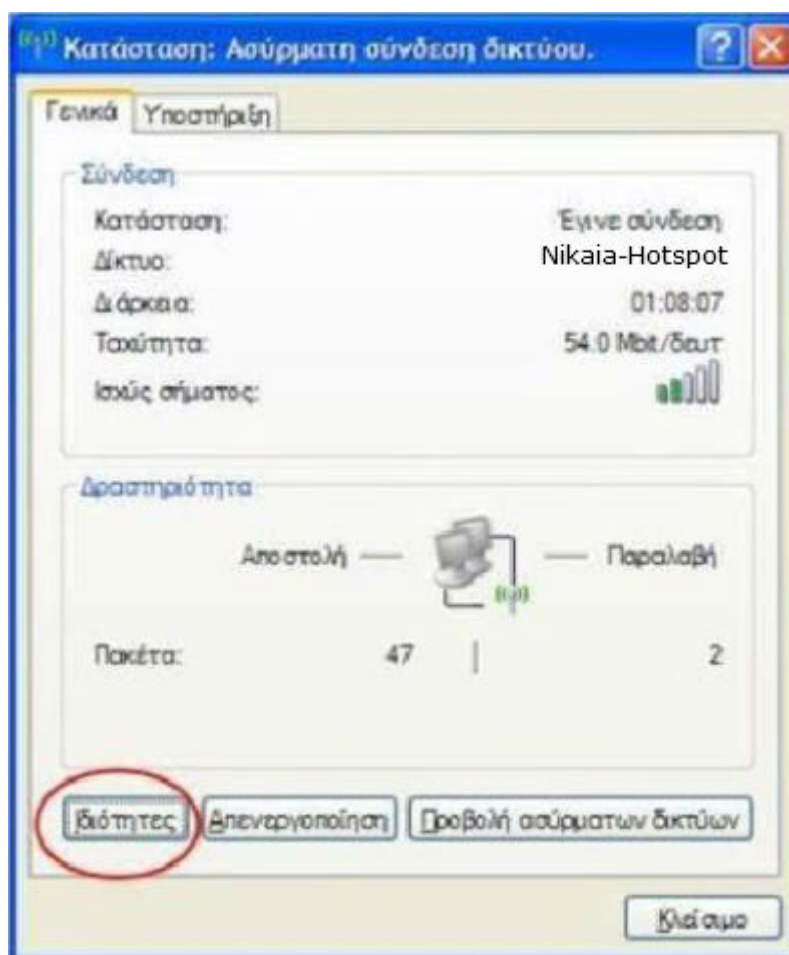 Κατάσταση: Ασύρματη σύνδεση δικτύου.
Γενικά Υποστήριξη
Σύνδεση
Κατάσταση: Έγινε σύνδεση
Δίκτυο: Nikaia-Hotspot
Διάρκεια: 01:08:07
Ταχύτητα: 54.0 Mbit/δευτ
Ισχύς σήματος:
Δραστηριότητα
Αποστολή Παραλαβή
Πακέτα: 47 2
Ιδιότητες Απενεργοποίηση Προβολή ασύρματων δικτύων
Κλείσιμο